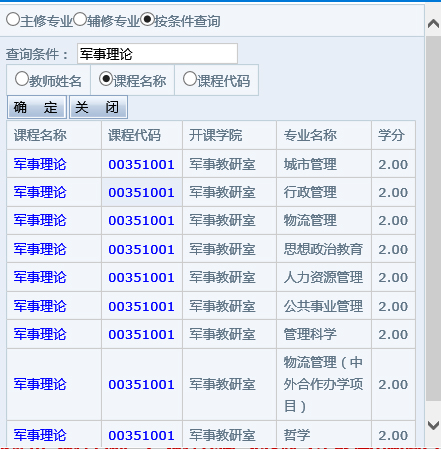 主修专业 辅修专业 按条件查询
查询条件： 军事理论
教师姓名 课程名称 课程代码
确 定 关 闭
课程名称 课程代码 开课学院 专业名称 学分
军事理论 00351001 军事教研室 城市管理 2.00
军事理论 00351001 军事教研室 行政管理 2.00
军事理论 00351001 军事教研室 物流管理 2.00
军事理论 00351001 军事教研室 思想政治教育 2.00
军事理论 00351001 军事教研室 人力资源管理 2.00
军事理论 00351001 军事教研室 公共事业管理 2.00
军事理论 00351001 军事教研室 管理科学 2.00
物流管理（中
军事理论 00351001 军事教研室 外合作办学项 2.00
目）
军事理论 00351001 军事教研室 哲学 2.00